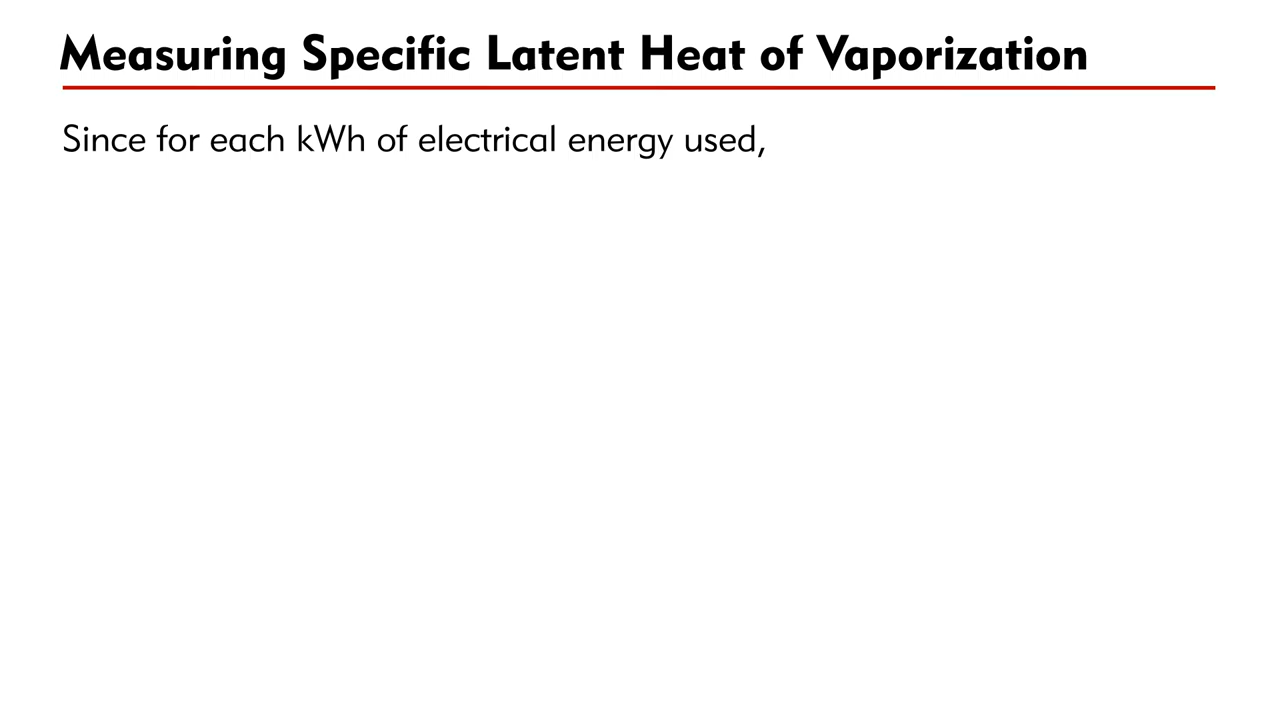 Measuring Specific Latent Heat of Vaporization
Since for each kWh of electrical energy used,